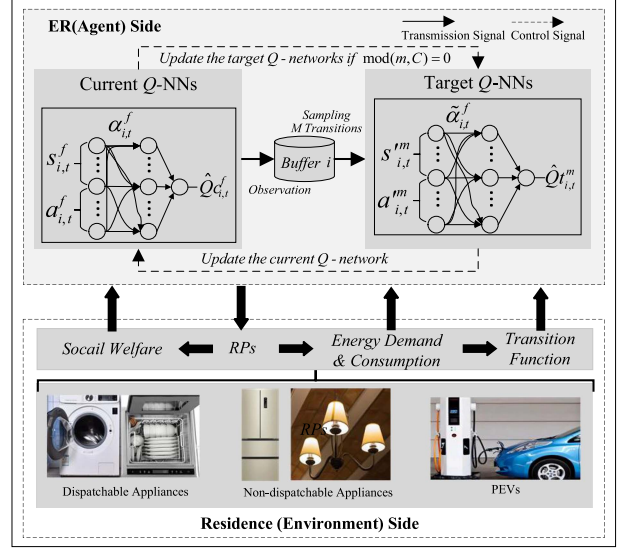 ER(Agent) Side
Transmission Signal
Control Signal
Update the target Q - networks if mod(m, C) = 0
Current Q-NNs
Target Q-NNs
α^f_{i,t}
s^f_{i,t}
a^f_{i,t}
Q̂c^f_{i,t}
Sampling
M Transitions
Buffer i
Observation
α̃^f_{i,t}
s'^m_{i,t}
a'^m_{i,t}
Q̂t^m_{i,t}
Update the current Q - network
Socail Welfare
RPs
Energy Demand
& Consumption
Transition
Function
RPs
Dispatchable Appliances
Non-dispatchable Appliances
PEVs
Residence (Environment) Side